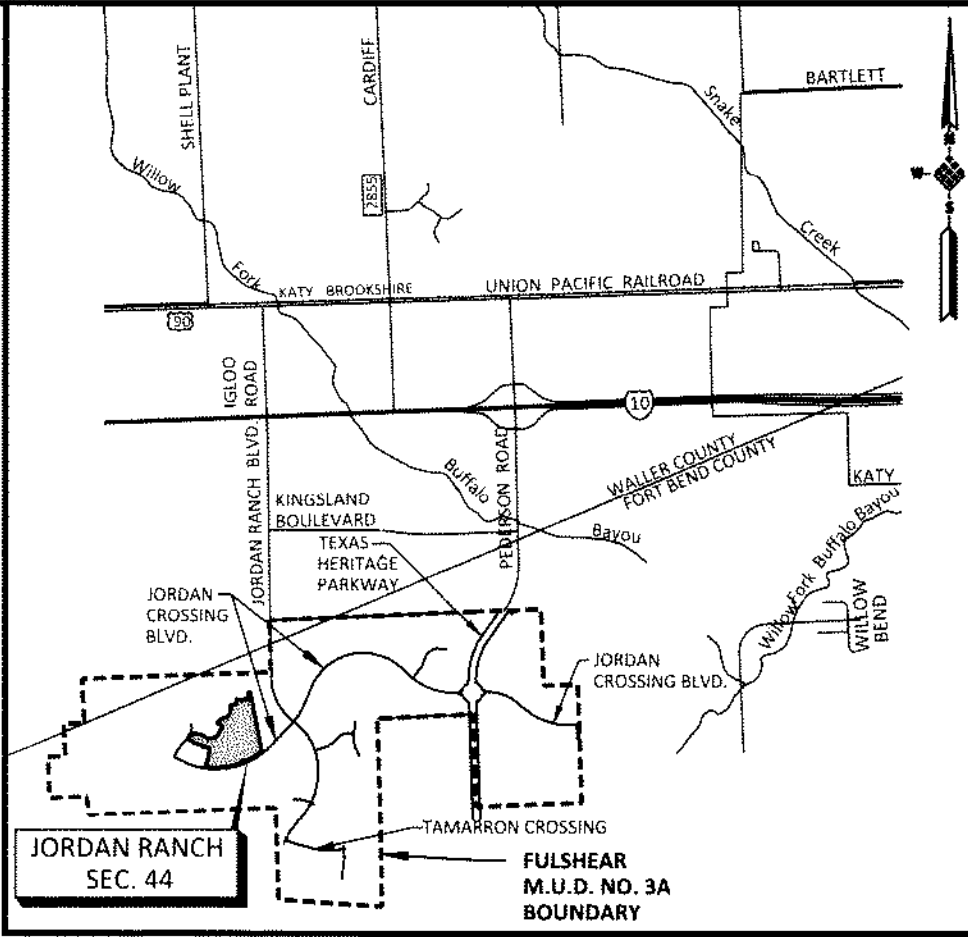 SHELL PLANT
CARDIFF
BARTLETT
Snake
Willow
2855
N
W
S
Creek
Fork
KATY BROOKSHIRE
UNION PACIFIC RAILROAD
90
IGLOO
ROAD
10
JORDAN RANCH BLVD.
Buffalo
PEDERSON ROAD
WALLER COUNTY
FORT BEND COUNTY
KATY
KINGSLAND
BOULEVARD
Bayou
TEXAS
HERITAGE
PARKWAY
Willow Fork Buffalo Bayou
JORDAN
CROSSING
BLVD.
WILLOW
BEND
JORDAN
CROSSING BLVD.
TAMARRON CROSSING
JORDAN RANCH
SEC. 44
FULSHEAR
M.U.D. NO. 3A
BOUNDARY